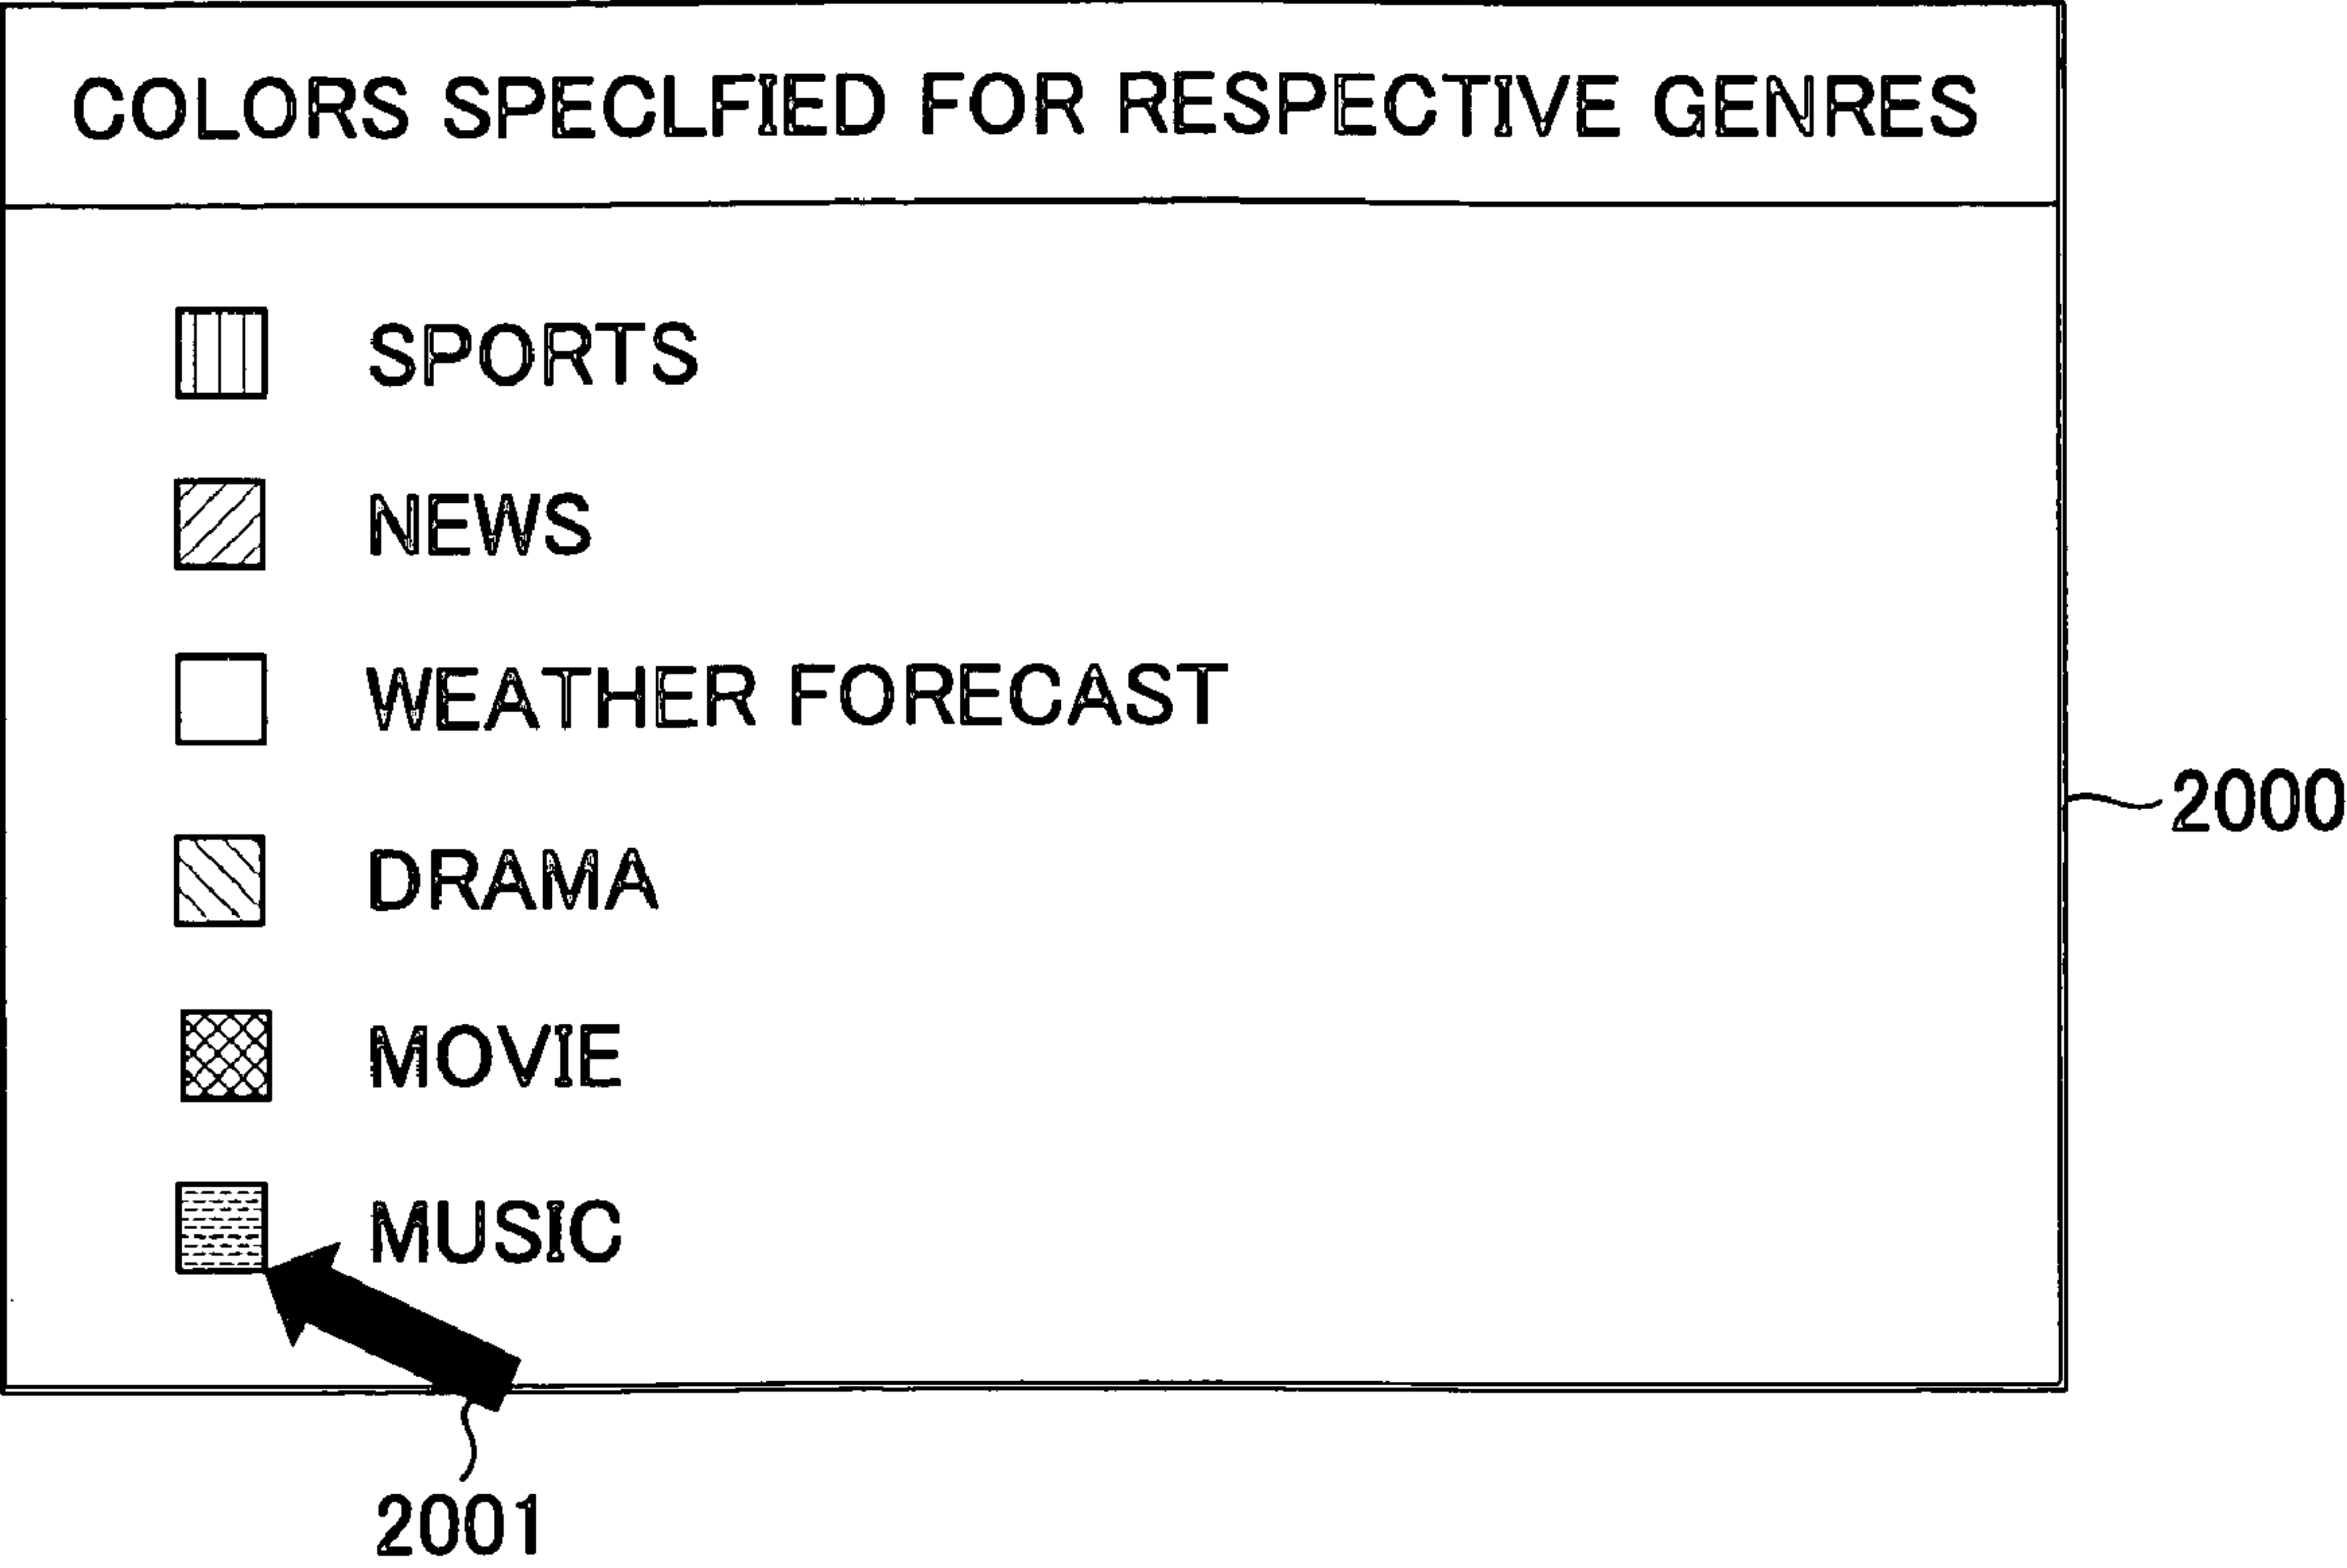 COLORS SPECLFIED FOR RESPECTIVE GENRES
SPORTS
NEWS
WEATHER FORECAST
2000
DRAMA
MOVIE
MUSIC
2001